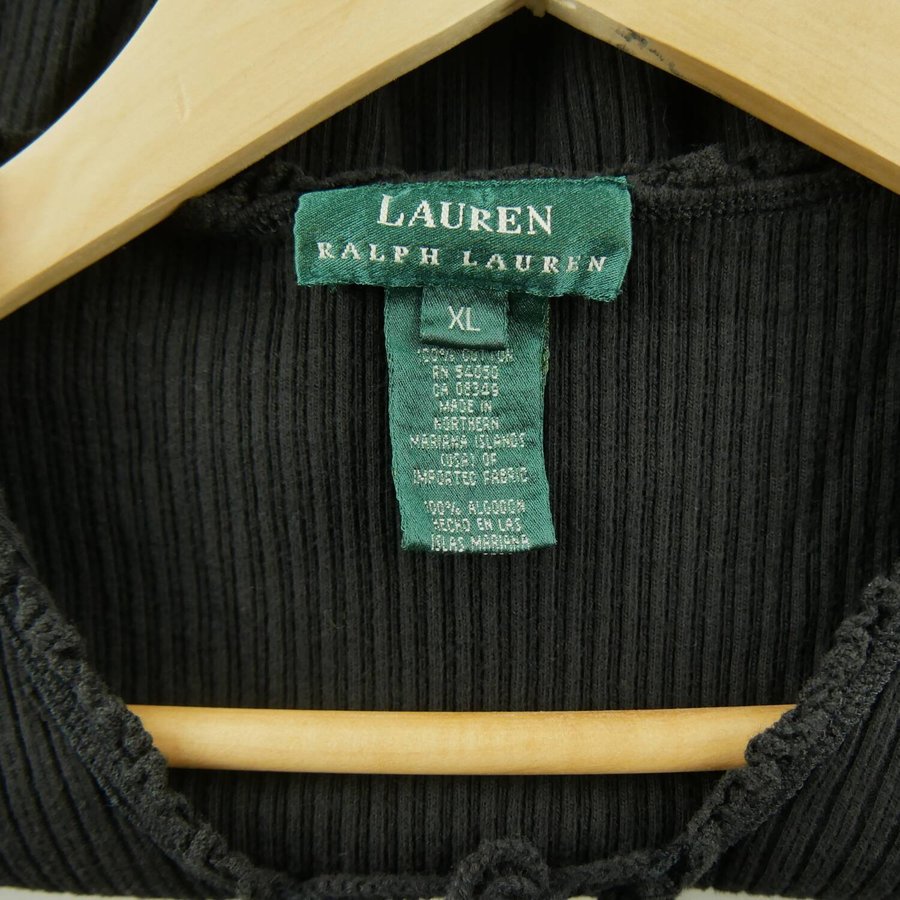 LAUREN
RALPH LAUREN
XL
100% COTTON
RN 54050
CA 08349
MADE IN
NORTHERN
MARIANA ISLANDS
(USA) OF
IMPORTED FABRIC
100% ALGODON
HECHO EN LAS
ISLAS MARIANA